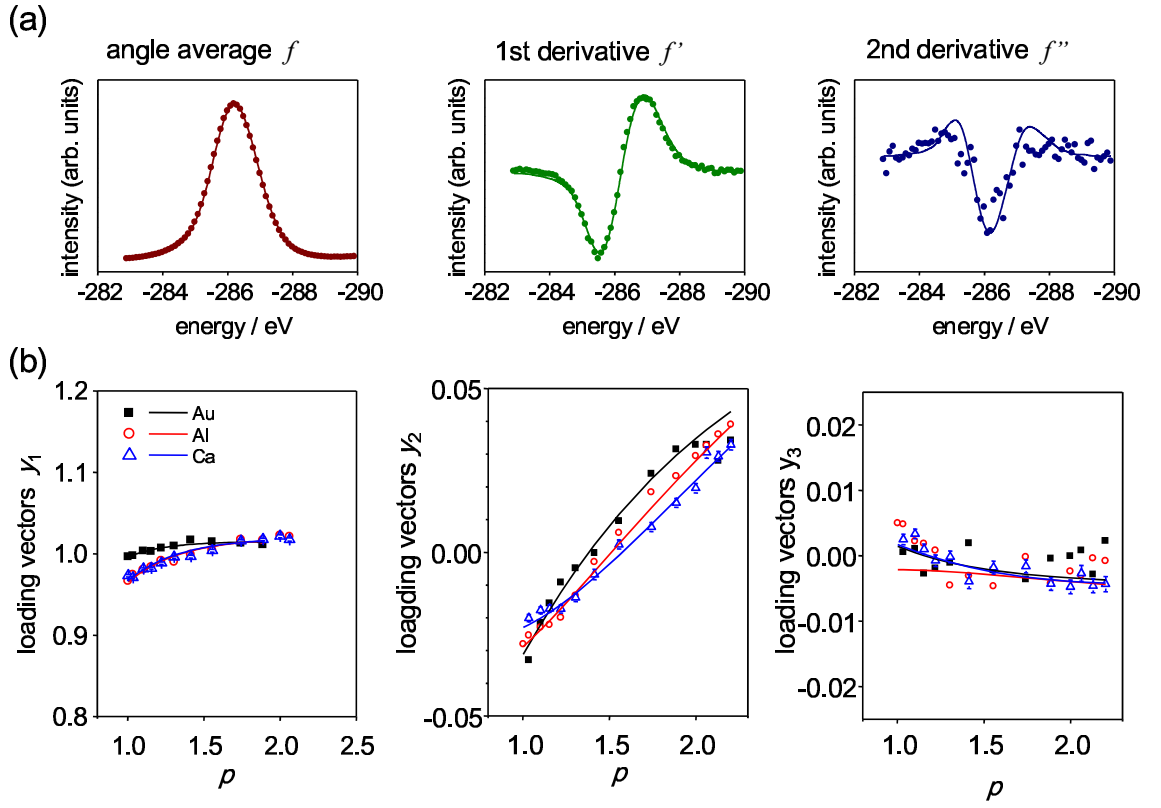 (a)
angle average f
1st derivative f'
2nd derivative f''
intensity (arb. units)
-282 -284 -286 -288 -290
energy / eV
intensity (arb. units)
-282 -284 -286 -288 -290
energy / eV
intensity (arb. units)
-282 -284 -286 -288 -290
energy / eV
(b)
loading vectors y1
1.2
1.1
1.0
0.9
0.8
Au
Al
Ca
1.0 1.5 2.0 2.5
p
loagding vectors y2
0.05
0.00
-0.05
1.0 1.5 2.0
p
loading vectors y3
0.02
0.01
0.00
-0.01
-0.02
1.0 1.5 2.0
p